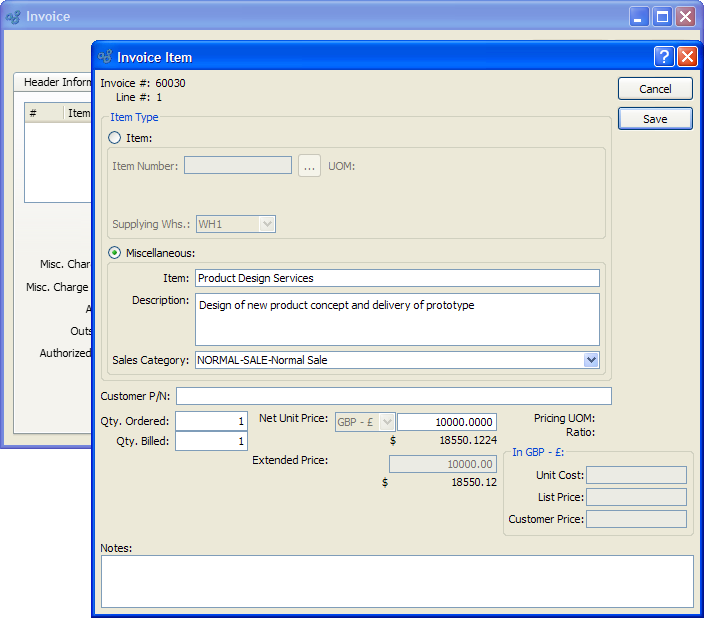 Invoice
Invoice Item
Header Inform
# Item
Misc. Char
Misc. Charge
A
Outs
Authorized
Invoice #: 60030
Line #: 1
Cancel
Save
Item Type
Item:
Item Number: ... UOM:
Supplying Whs.: WH1
Miscellaneous:
Item: Product Design Services
Description: Design of new product concept and delivery of prototype
Sales Category: NORMAL-SALE-Normal Sale
Customer P/N:
Qty. Ordered: 1 Net Unit Price: GBP - £ 10000.0000 Pricing UOM:
Qty. Billed: 1 $ 18550.1224 Ratio:
Extended Price: 10000.00
$ 18550.12
In GBP - £:
Unit Cost:
List Price:
Customer Price:
Notes: